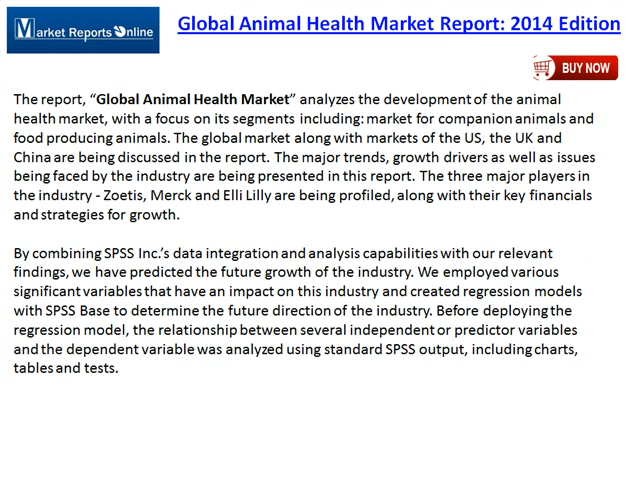 Market Reports Online
Global Animal Health Market Report: 2014 Edition
BUY NOW
The report, “Global Animal Health Market” analyzes the development of the animal
health market, with a focus on its segments including: market for companion animals and
food producing animals. The global market along with markets of the US, the UK and
China are being discussed in the report. The major trends, growth drivers as well as issues
being faced by the industry are being presented in this report. The three major players in
the industry - Zoetis, Merck and Elli Lilly are being profiled, along with their key financials
and strategies for growth.
By combining SPSS Inc.’s data integration and analysis capabilities with our relevant
findings, we have predicted the future growth of the industry. We employed various
significant variables that have an impact on this industry and created regression models
with SPSS Base to determine the future direction of the industry. Before deploying the
regression model, the relationship between several independent or predictor variables
and the dependent variable was analyzed using standard SPSS output, including charts,
tables and tests.